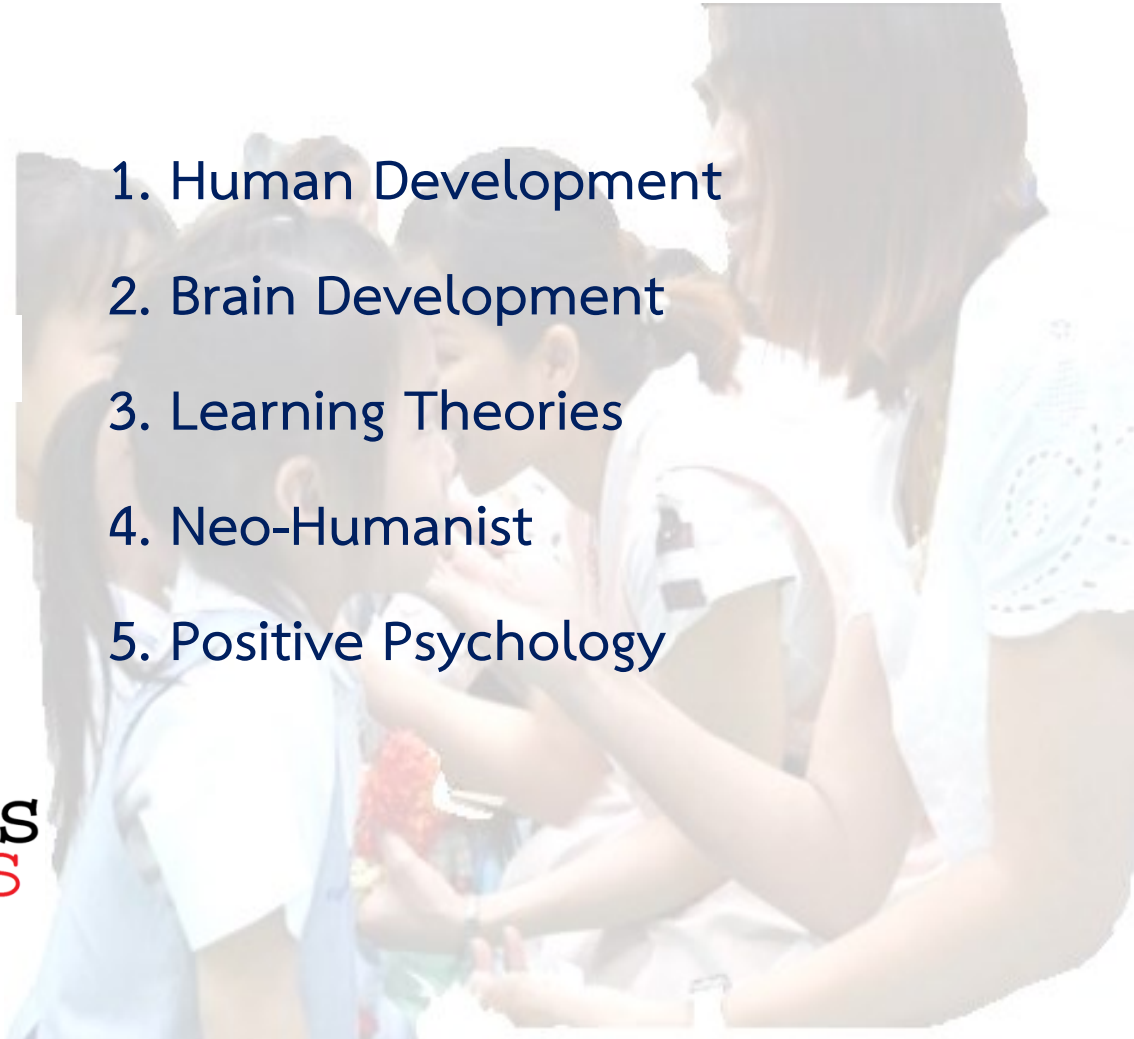 1. Human Development
2. Brain Development
3. Learning Theories
4. Neo-Humanist
5. Positive Psychology
s
S